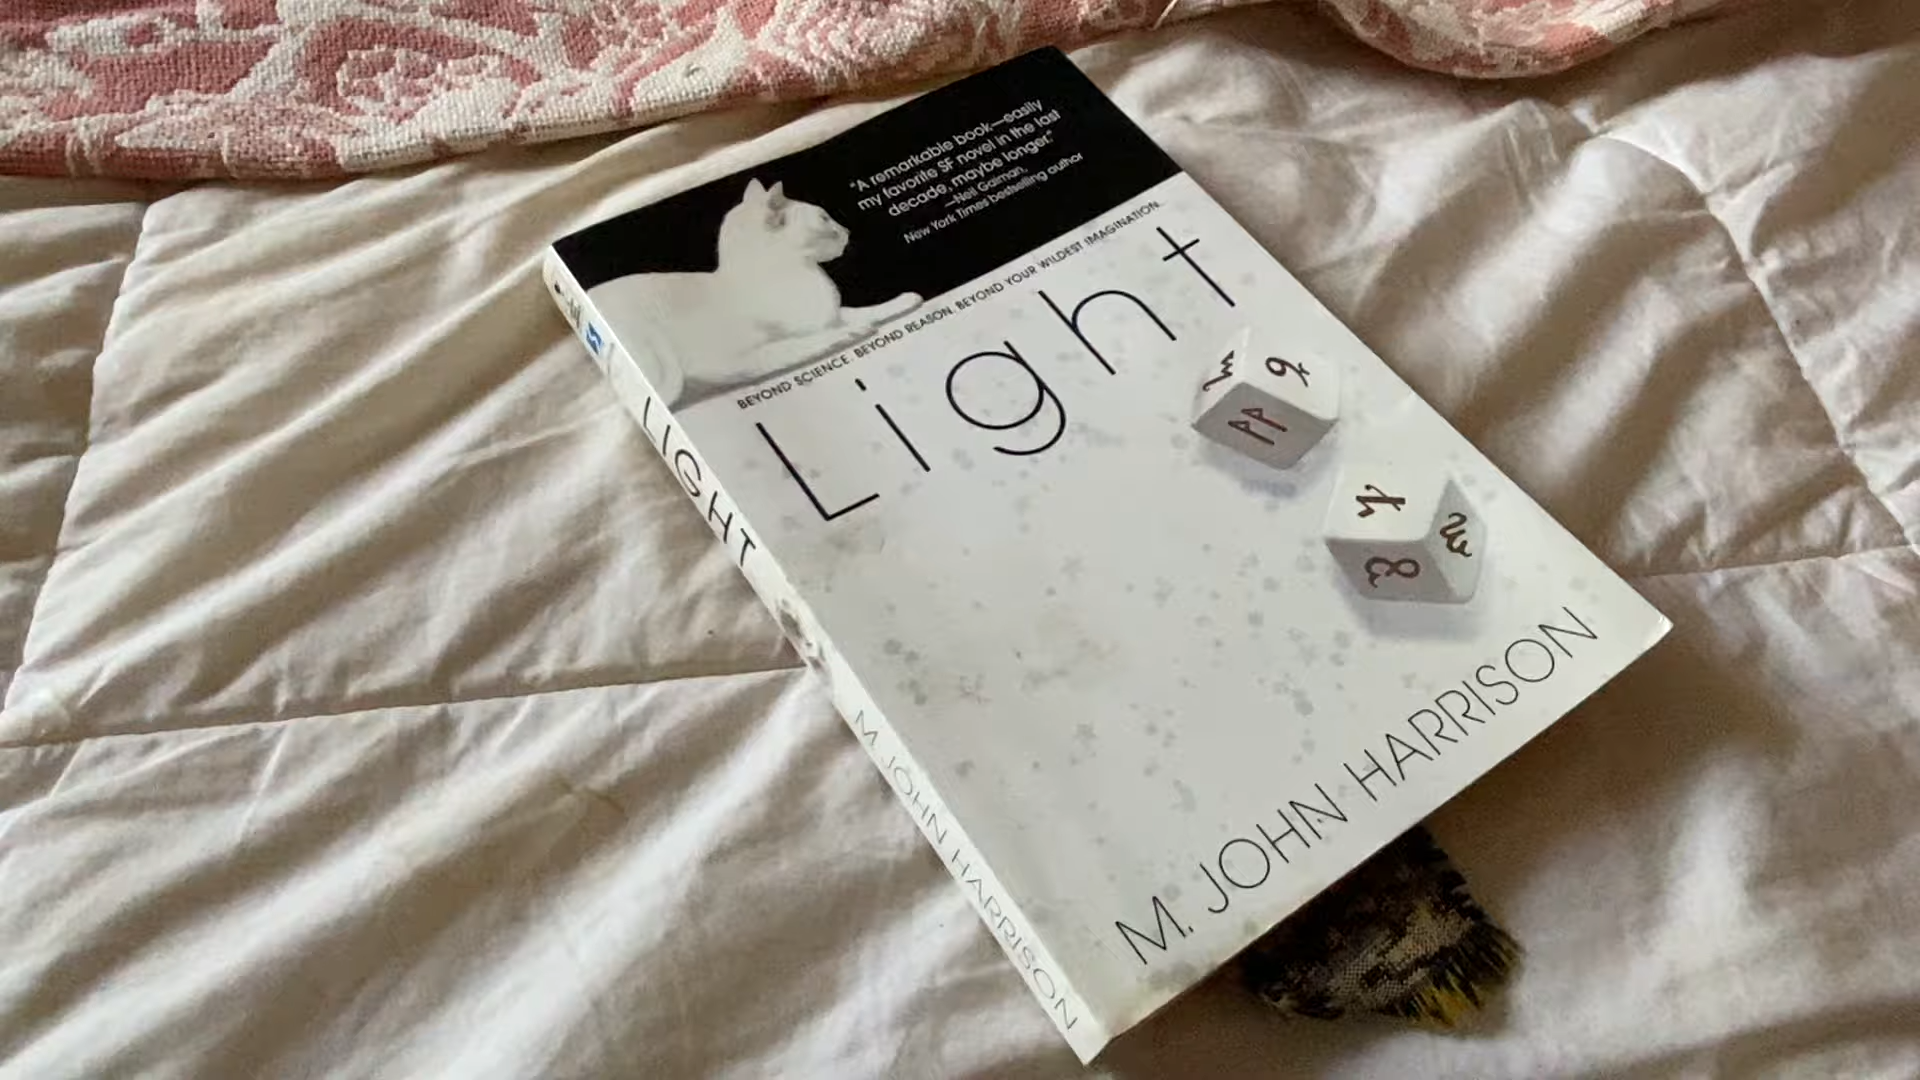 "A remarkable book—easily
my favorite SF novel in the last
decade, maybe longer."
—Neil Gaiman,
New York Times bestselling author
BEYOND SCIENCE. BEYOND REASON. BEYOND YOUR WILDEST IMAGINATION.
Light
M. JOHN HARRISON
LIGHT
M. JOHN HARRISON